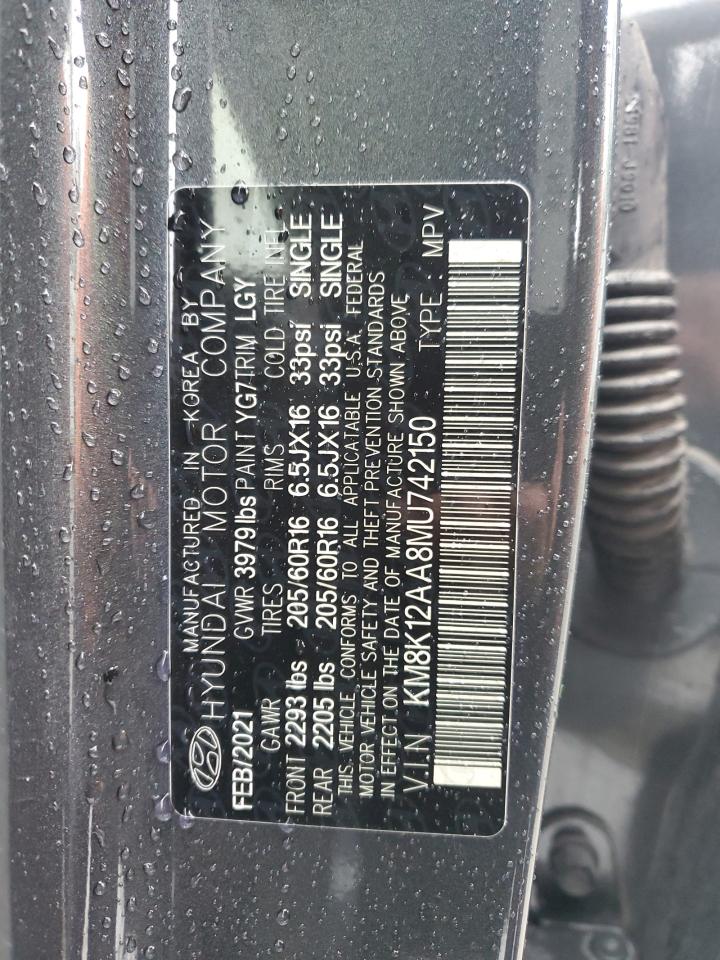 MANUFACTURED IN KOREA BY
HYUNDAI MOTOR COMPANY
FEB/2021 GVWR 3979 lbs PAINT YG7 TRIM LGY
GAWR TIRES RIMS COLD TIRE INFL
FRONT 2293 lbs 205/60R16 6.5JX16 33psi SINGLE
REAR 2205 lbs 205/60R16 6.5JX16 33psi SINGLE
THIS VEHICLE CONFORMS TO ALL APPLICATABLE U.S.A. FEDERAL
MOTOR VEHICLE SAFETY AND THEFT PREVENTION STANDARDS
IN EFFECT ON THE DATE OF MANUFACTURE SHOWN ABOVE
V.I.N KM8K12AA8MU742150 TYPE : MPV